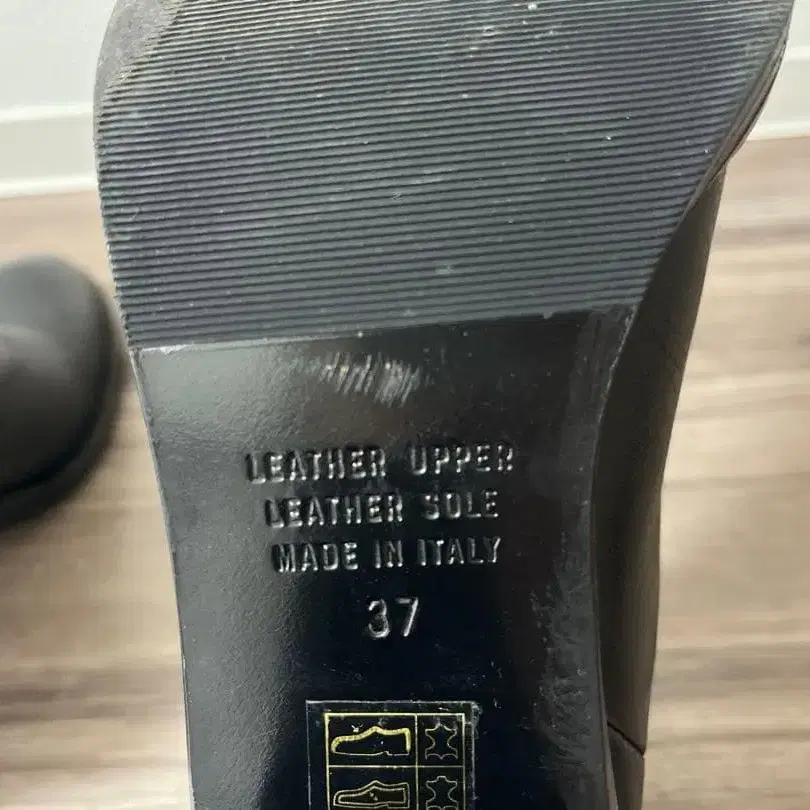 LEATHER UPPER
LEATHER SOLE
MADE IN ITALY
37